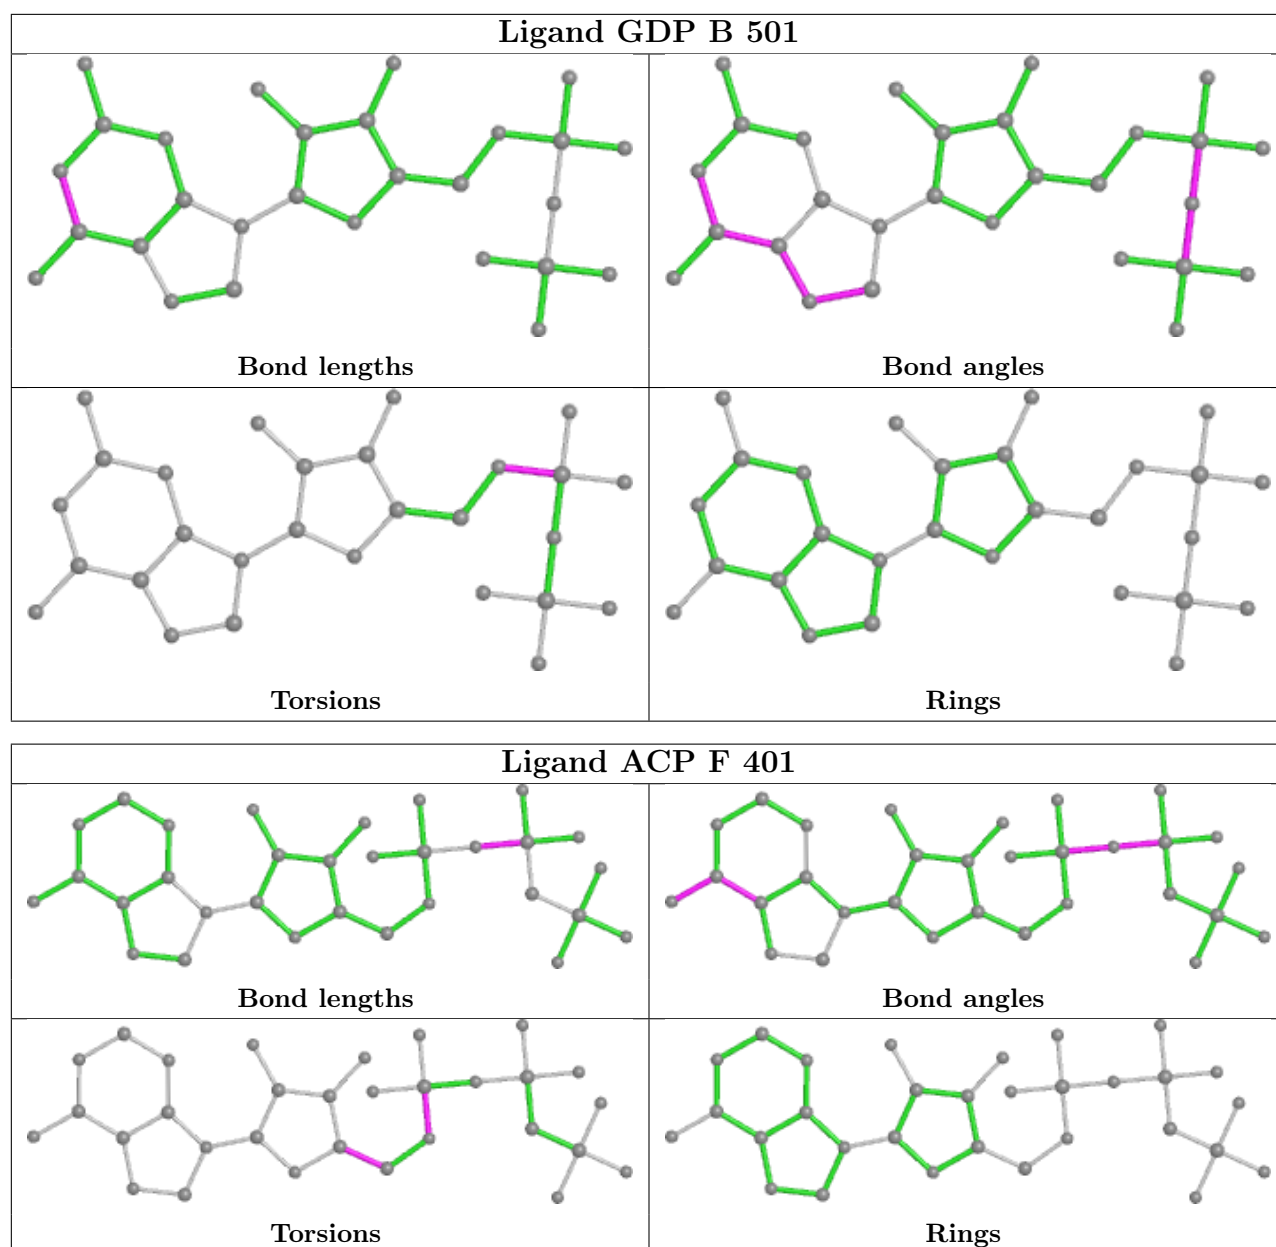 Ligand GDP B 501
Bond lengths
Bond angles
Torsions
Rings
Ligand ACP F 401
Bond lengths
Bond angles
Torsions
Rings